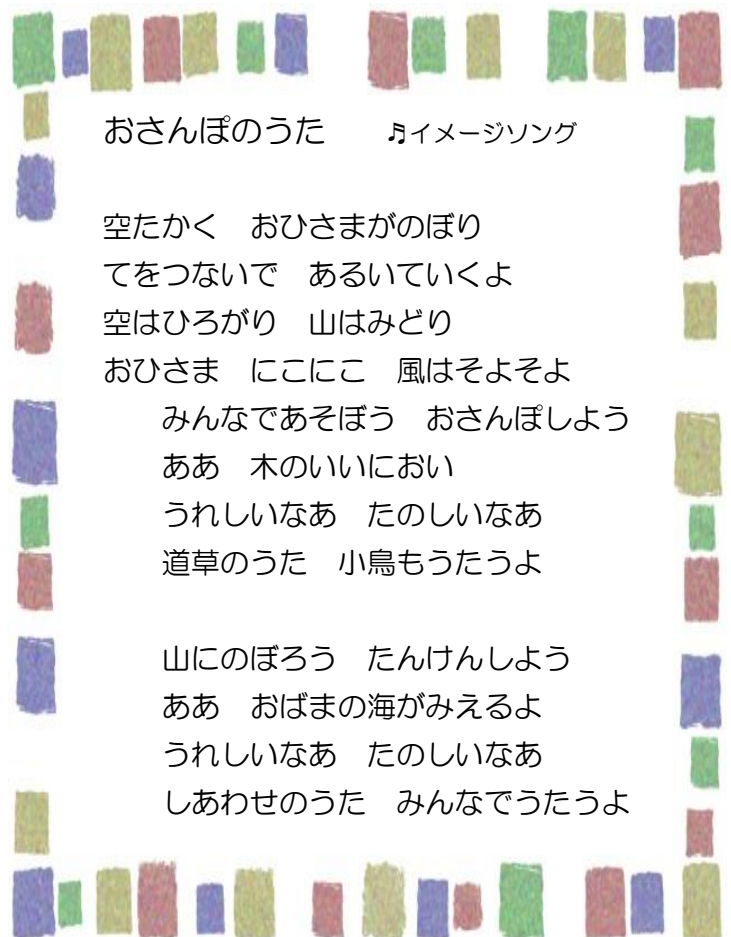 おさんぽのうた　　♬イメージソング
空たかく　おひさまがのぼり
てをつないで　あるいていくよ
空はひろがり　山はみどり
おひさま　にこにこ　風はそよそよ
みんなであそぼう　おさんぽしよう
ああ　木のいいにおい
うれしいなあ　たのしいなあ
道草のうた　小鳥もうたうよ
山にのぼろう　たんけんしよう
ああ　おばまの海がみえるよ
うれしいなあ　たのしいなあ
しあわせのうた　みんなでうたうよ